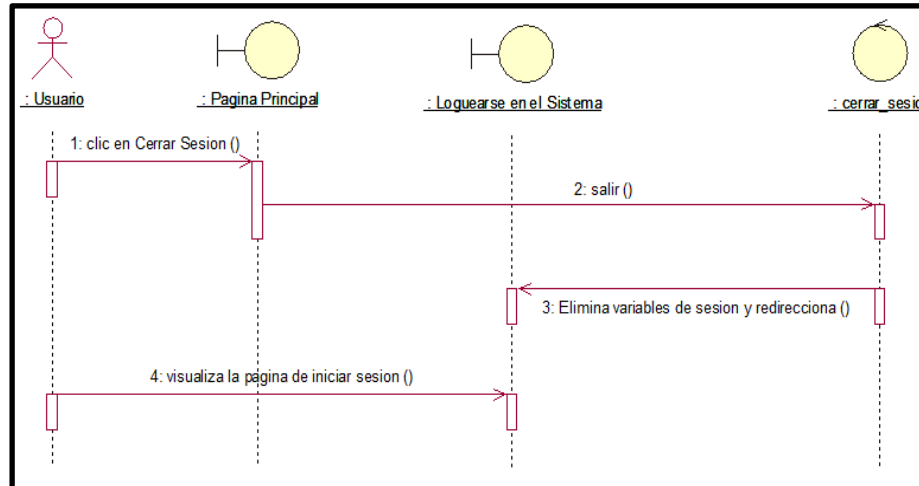 : Usuario
: Pagina Principal
: Loguearse en el Sistema
: cerrar_sesio
1: clic en Cerrar Sesion ()
2: salir ()
3: Elimina variables de sesion y redirecciona ()
4: visualiza la pagina de iniciar sesion ()